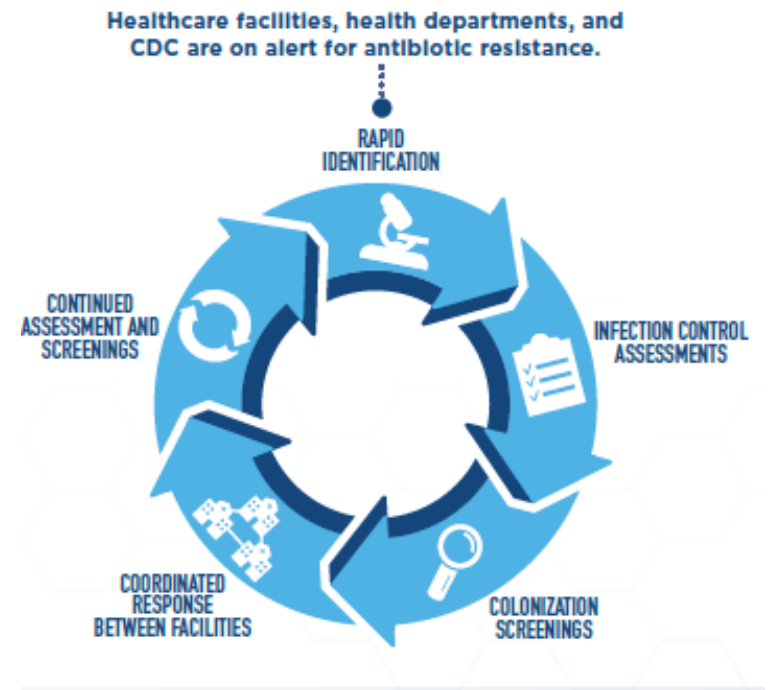 Healthcare facilities, health departments, and
CDC are on alert for antibiotic resistance.
RAPID
IDENTIFICATION
INFECTION CONTROL
ASSESSMENTS
COLONIZATION
SCREENINGS
COORDINATED
RESPONSE
BETWEEN FACILITIES
CONTINUED
ASSESSMENT AND
SCREENINGS